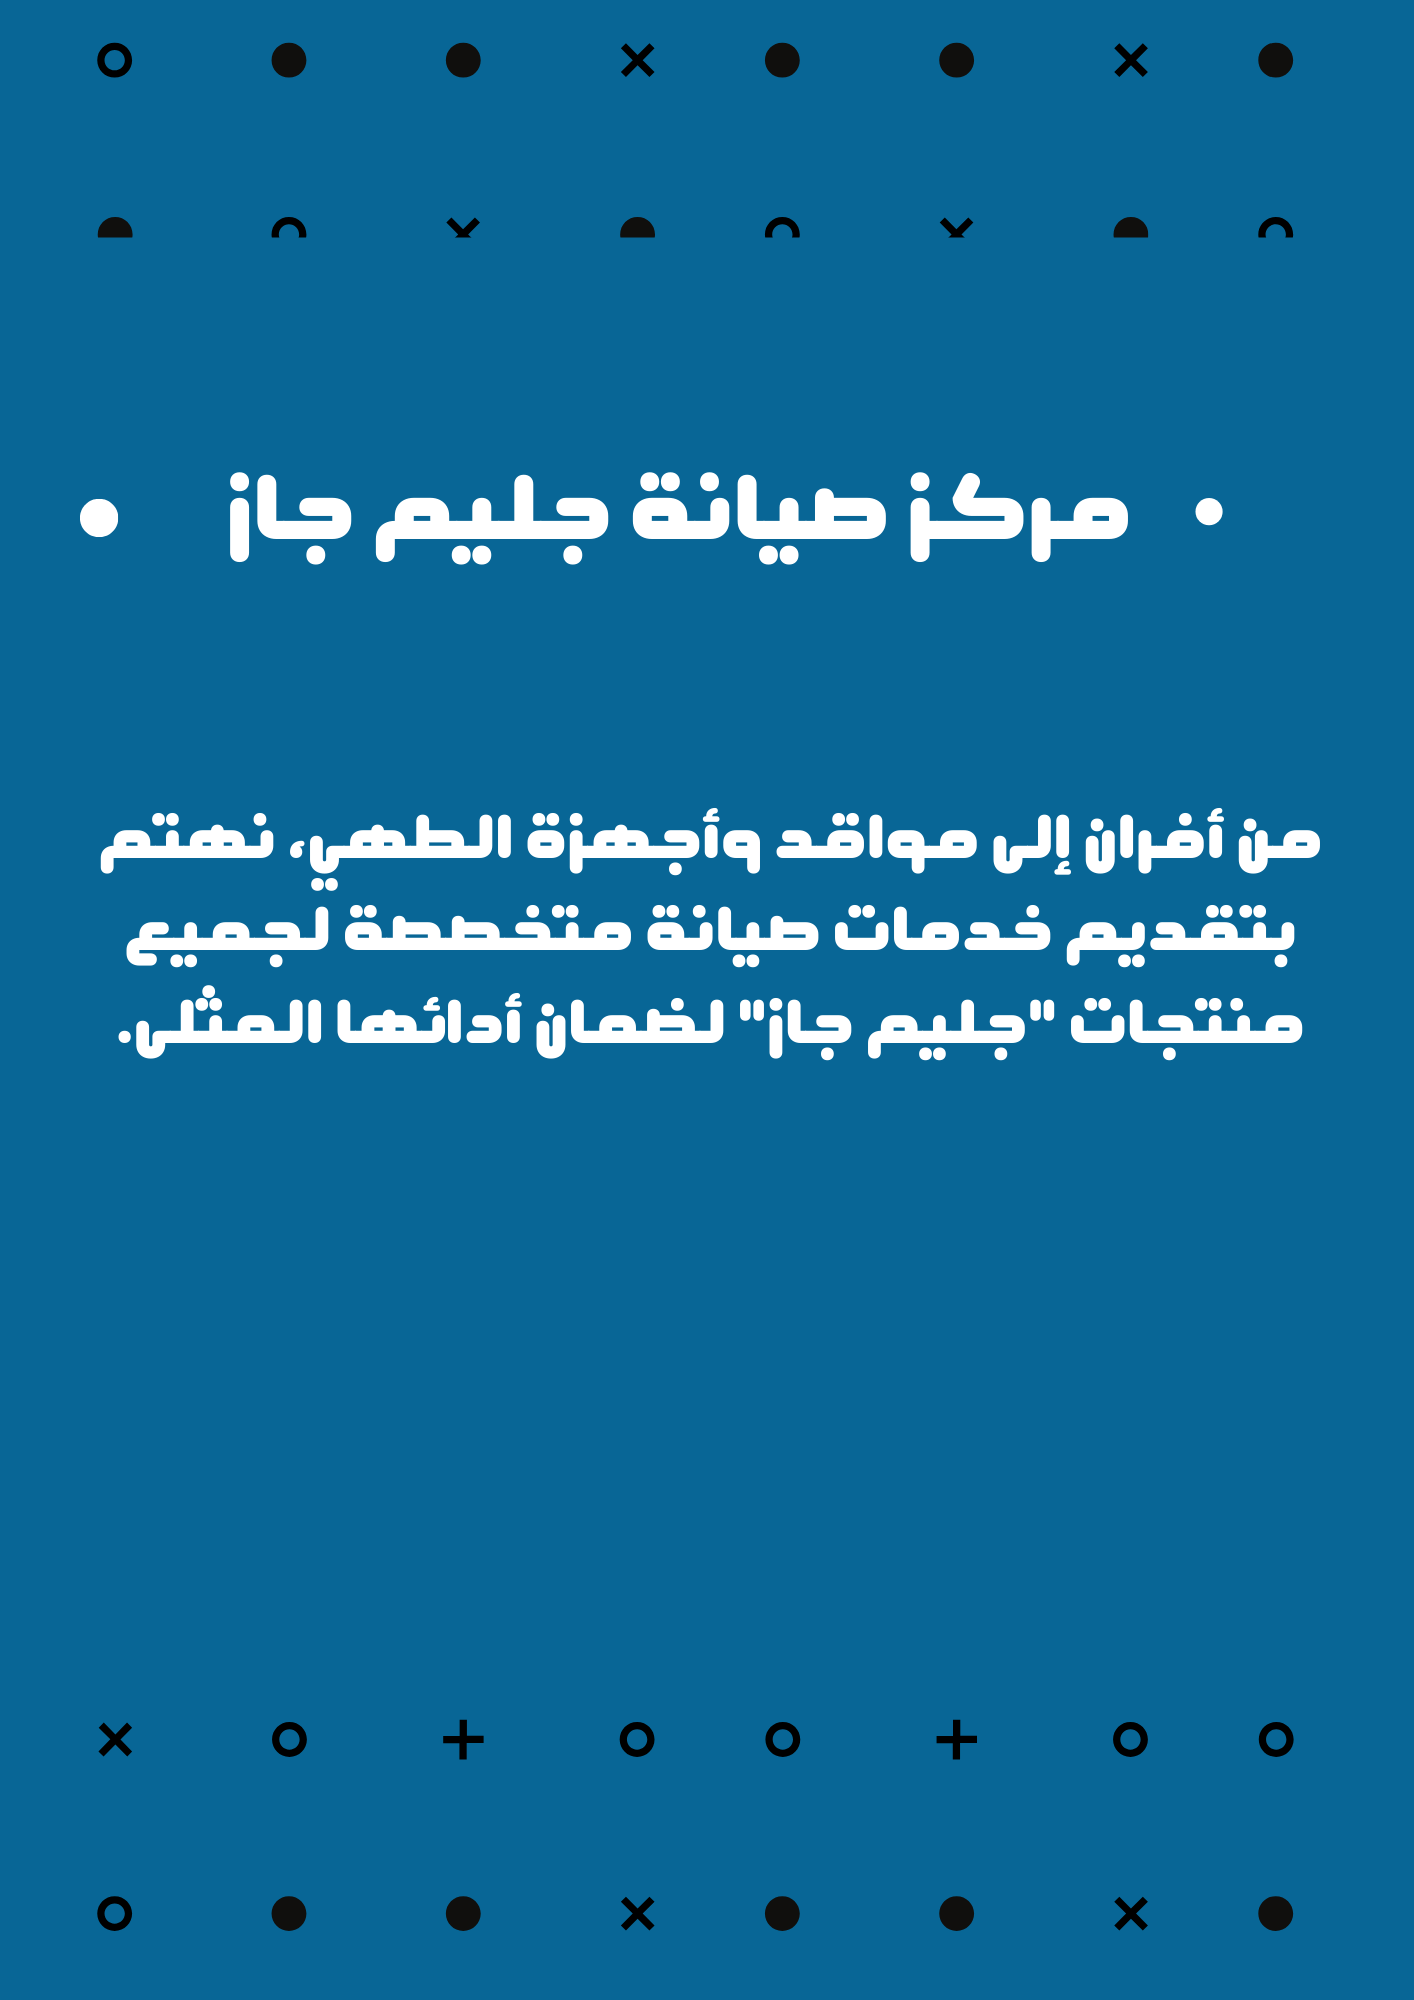 مركز صيانة جليم جاز
من أفران إلى مواقد وأجهزة الطهي، نهتم
بتقديم خدمات صيانة متخصصة لجميع
منتجات "جليم جاز" لضمان أدائها المثلى.